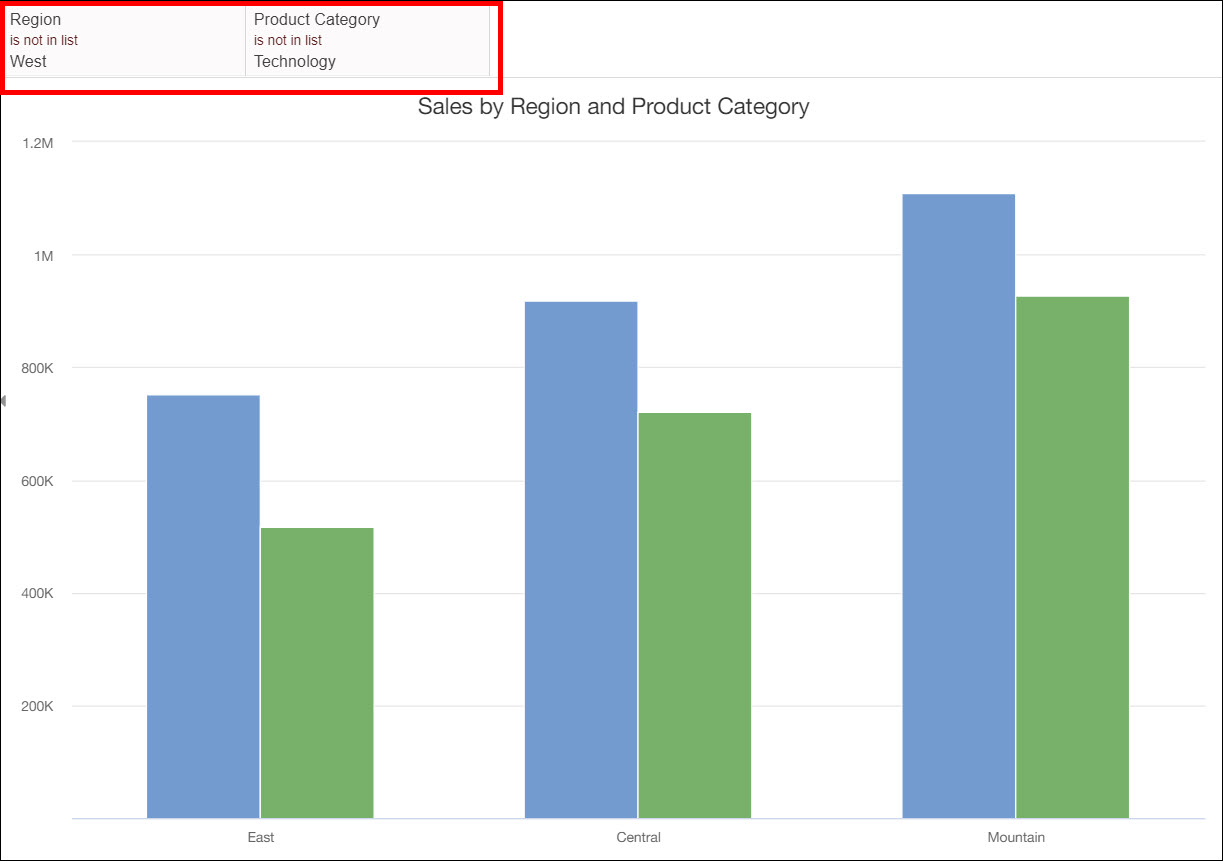 Region
is not in list
West
Product Category
is not in list
Technology
Sales by Region and Product Category
1.2M
1M
800K
600K
400K
200K
East
Central
Mountain